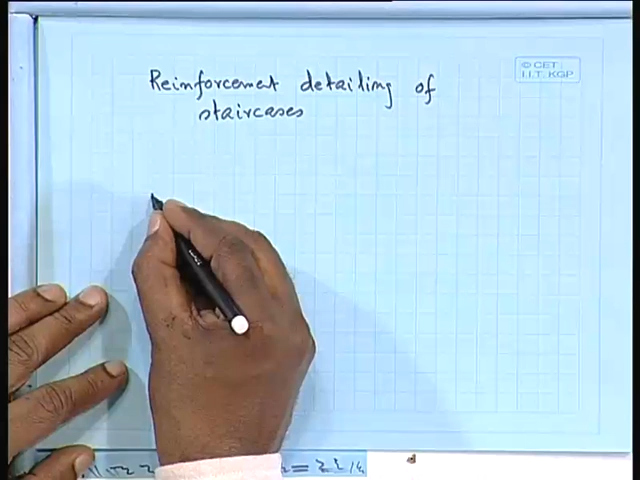 Reinforcement detailing of
staircases
© CET
I.I.T. KGP